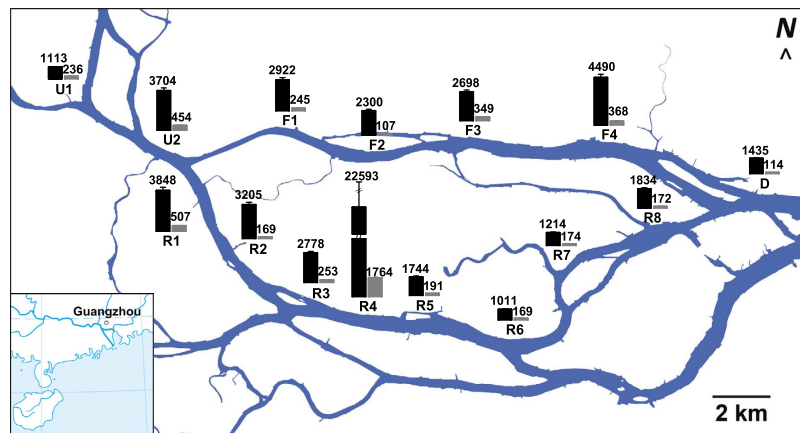 N
1113
236
U1
3704
454
U2
2922
245
F1
2300
107
F2
2698
349
F3
4490
368
F4
1435
114
D
3848
507
R1
3205
169
R2
2778
253
R3
22593
1764
R4
1744
191
R5
1011
169
R6
1214
174
R7
1834
172
R8
Guangzhou
2 km